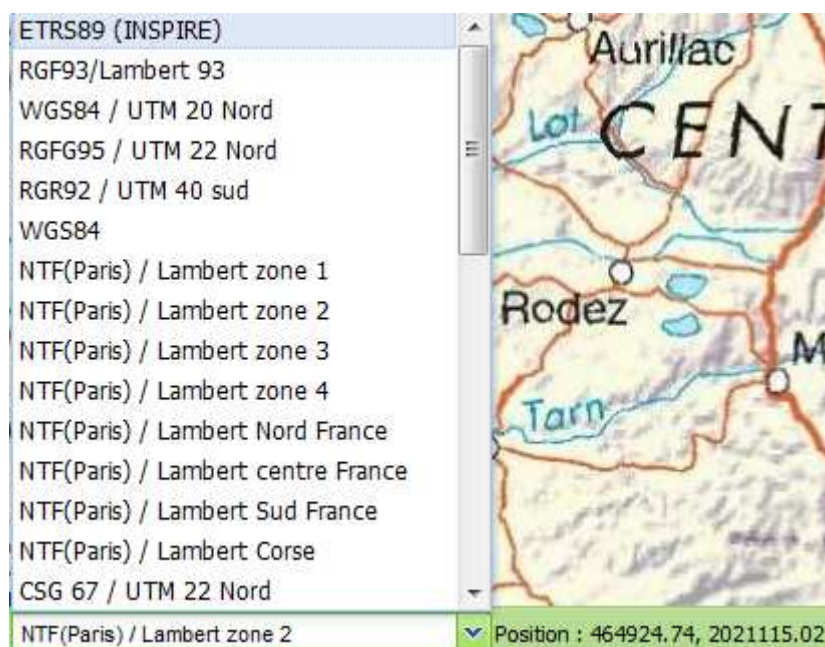 ETRS89 (INSPIRE)
RGF93/Lambert 93
WGS84 / UTM 20 Nord
RGFG95 / UTM 22 Nord
RGR92 / UTM 40 sud
WGS84
NTF(Paris) / Lambert zone 1
NTF(Paris) / Lambert zone 2
NTF(Paris) / Lambert zone 3
NTF(Paris) / Lambert zone 4
NTF(Paris) / Lambert Nord France
NTF(Paris) / Lambert centre France
NTF(Paris) / Lambert Sud France
NTF(Paris) / Lambert Corse
CSG 67 / UTM 22 Nord
NTF(Paris) / Lambert zone 2
Aurillac
Lot
CENT
Rodez
M
Tarn
Position : 464924.74, 2021115.02